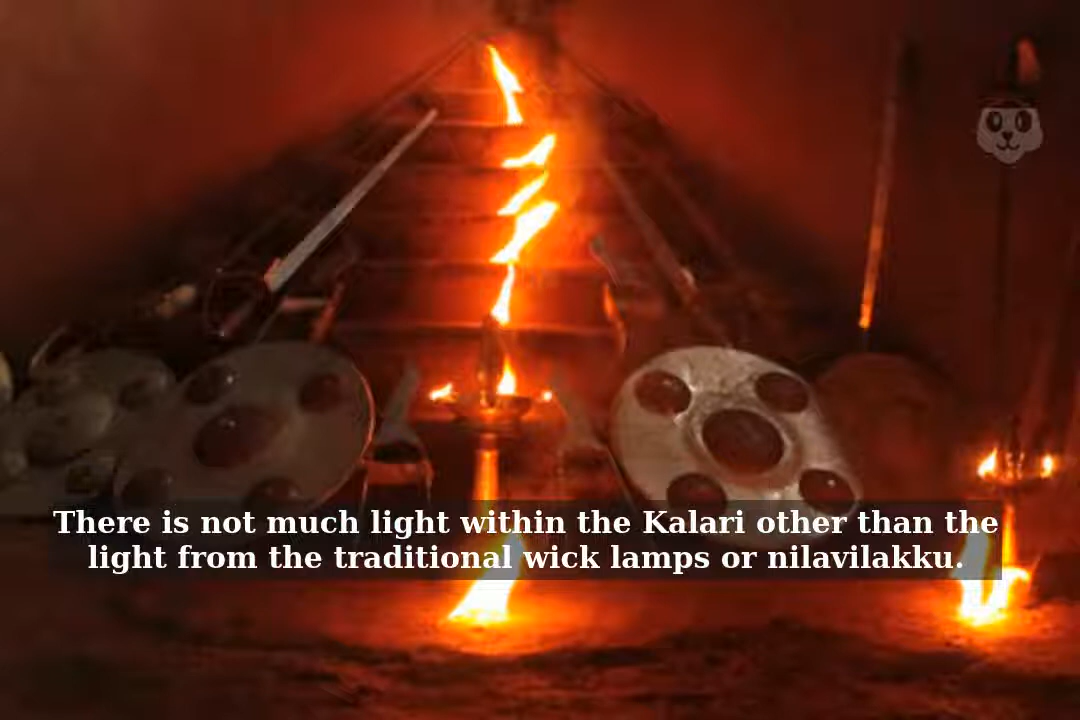 There is not much light within the Kalari other than the
light from the traditional wick lamps or nilavilakku.